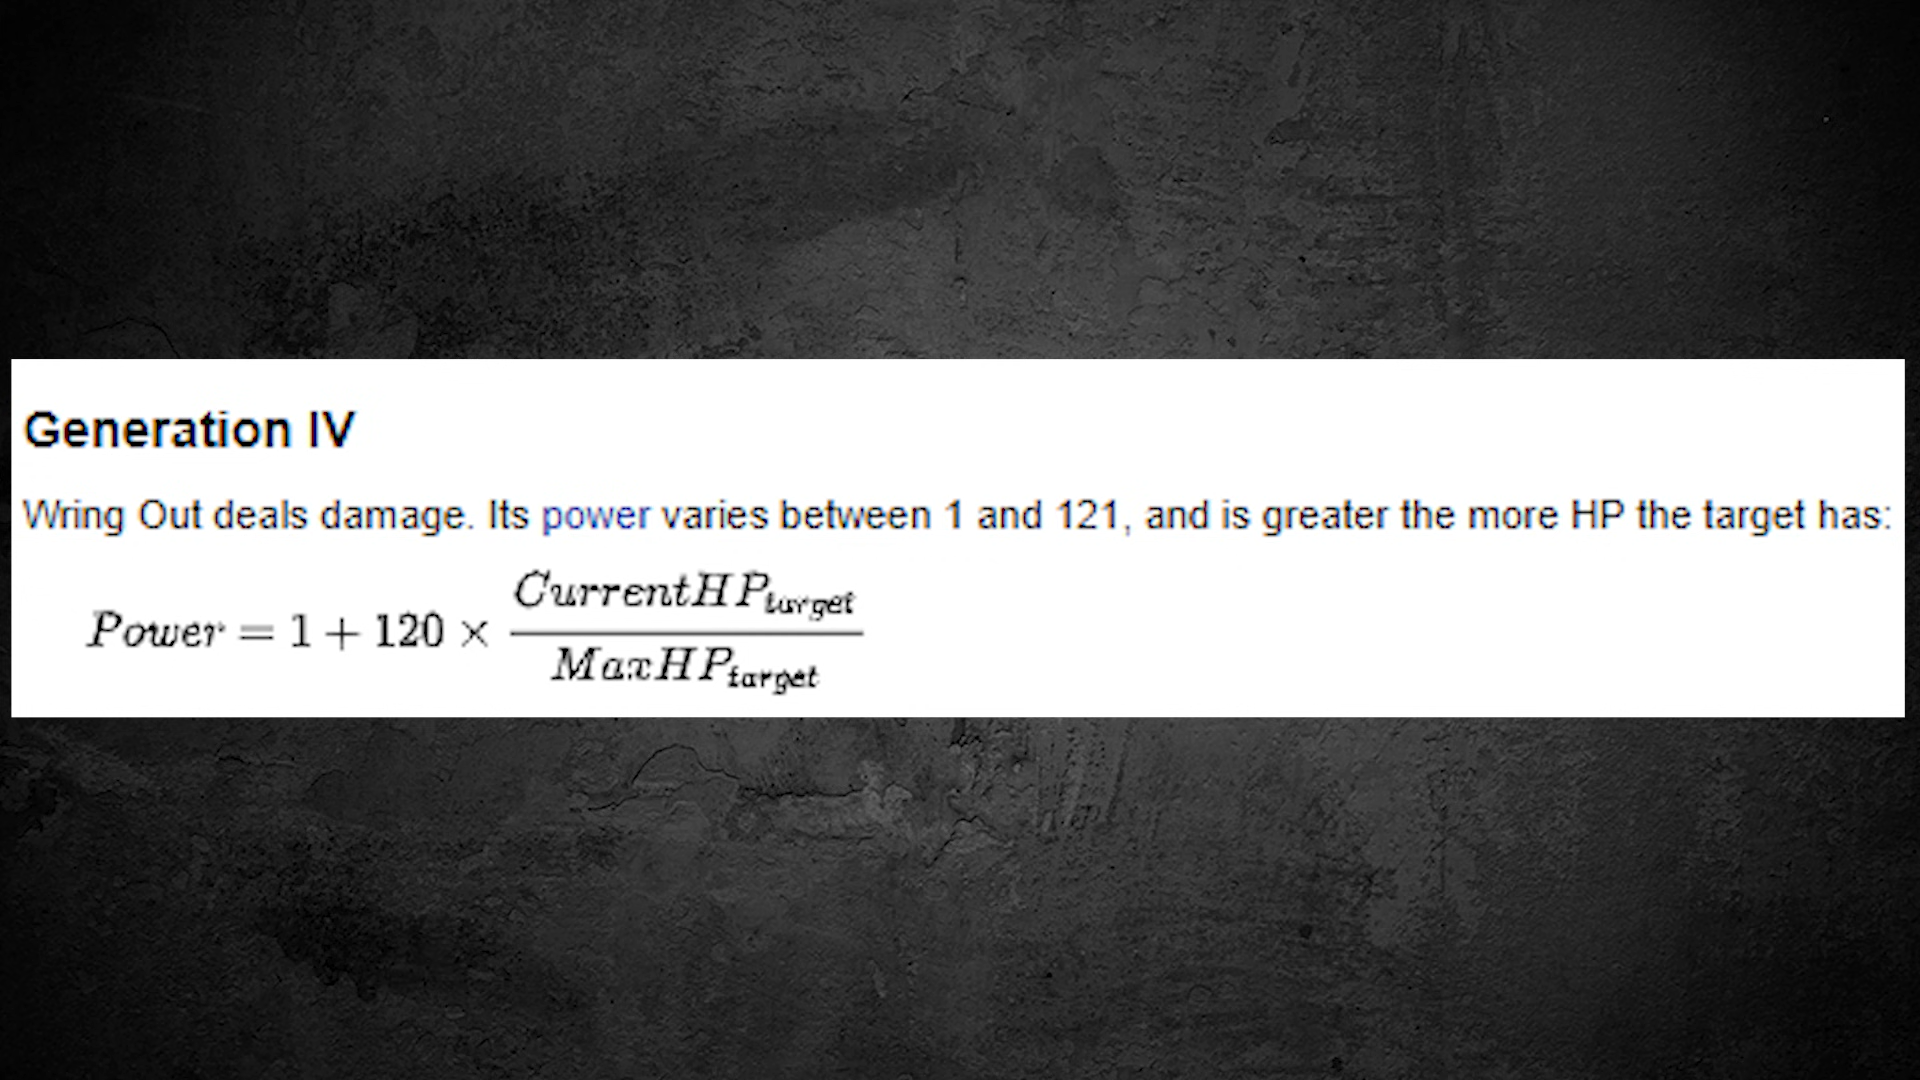 Generation IV
Wring Out deals damage. Its power varies between 1 and 121, and is greater the more HP the target has:
Power = 1 + 120 × CurrentHP_target / MaxHP_target